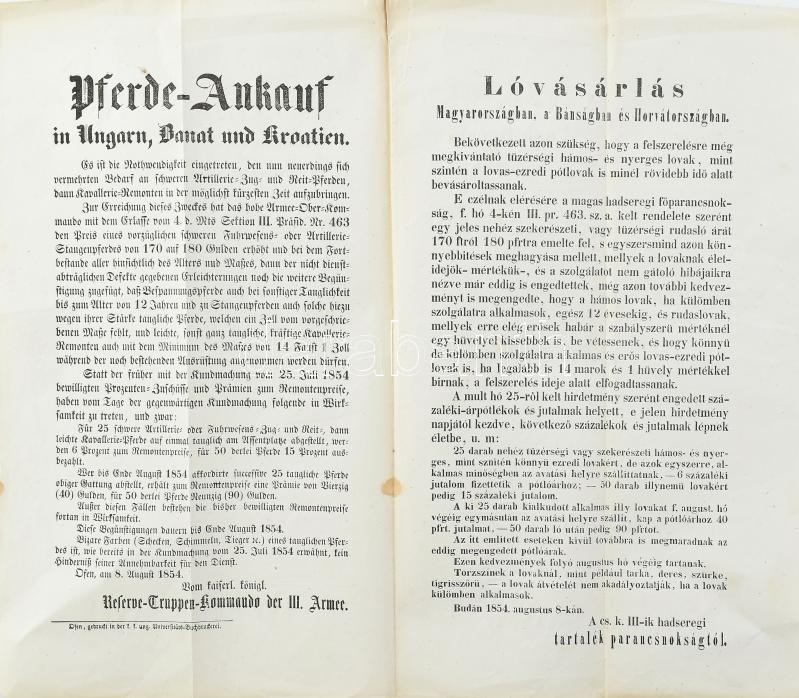 Pferde-Ankauf
in Ungarn, Banat und Kroatien.
Es ist die Nothwendigkeit eingetreten, den nun neuerdings sich
vermehrten Bedarf an schweren Artillerie-Zug- und Reit-Pferden,
dann Kavallerie-Remonten in der möglichst kürzesten Zeit aufzubringen.
Zur Erreichung dieses Zweckes hat das hohe Armee-Ober-Kom-
mando mit dem Erlasse vom 4. d. Mts Sektion III. Präsid. Nr. 463
den Preis eines vorzüglichen schweren Fuhrwesens- oder Artillerie-
Stangenpferdes von 170 auf 180 Gulden erhöht und bei dem Fort-
bestande aller hinsichtlich des Alters und Maßes, dann der nicht dienst-
abträglichen Defekte gegebenen Erleichterungen noch die weitere Begün-
stigung zugefügt, daß Bespannungspferde auch bei sonstiger Tauglichkeit
bis zum Alter von 12 Jahren und zu Stangenpferden auch solche hiezu
wegen ihrer Stärke taugliche Pferde, welchen ein Zoll vom vorgeschrie-
benen Maße fehlt, und leichte, sonst ganz taugliche, kräftige Kavallerie-
Remonten auch mit dem Minimum des Maßes von 14 Faust 1 Zoll
während der noch bestehenden Ausrüstung angenommen werden dürfen.
Statt der früher mit der Kundmachung vom 25. Juli 1854
bewilligten Prozenten-Zuschüsse und Prämien zum Remontenpreise,
haben vom Tage der gegenwärtigen Kundmachung folgende in Wirk-
samkeit zu treten, und zwar:
Für 25 schwere Artillerie- oder Fuhrwesens-Zug- und Reit-, dann
leichte Kavallerie-Pferde auf einmal tauglich am Assentplatze abgestellt, wer-
den 6 Prozent zum Remontenpreise, für 50 derlei Pferde 15 Prozent aus-
bezahlt.
Wer bis Ende August 1854 akkordirte successive 25 taugliche Pferde
obiger Gattung abstellt, erhält zum Remontenpreise eine Prämie von Vierzig
(40) Gulden, für 50 derlei Pferde Neunzig (90) Gulden.
Außer diesen Fällen bestehen die bisher bewilligten Remontenpreise
fortan in Wirksamkeit.
Diese Begünstigungen dauern bis Ende August 1854.
Bizare Farben (Schecken, Schimmeln, Tieger ꝛc.) eines tauglichen Pfer-
des ist, wie bereits in der Kundmachung vom 25. Juli 1854 erwähnt, kein
Hinderniß seiner Annehmbarkeit für den Dienst.
Ofen, am 8. August 1854.
Vom kaiserl. königl.
Reserve-Truppen-Kommando der III. Armee.
Ofen, gedruckt in der k. k. ung. Universitäts-Buchdruckerei.
Lóvásárlás
Magyarországban, a Bánságban és Horvátországban.
Bekövetkezett azon szükség, hogy a felszerelésre még
megkivántató tüzérségi hámos- és nyerges lovak, mint
szintén a lovas-ezredi pótlovak is minél rövidebb idő alatt
bevásároltassanak.
E czélnak elérésére a magas hadseregi főparancsnok-
ság, f. hó 4-kén III. pr. 463. sz. a. kelt rendelete szerént
egy jeles nehéz szekerészeti, vagy tüzérségi rudasló árát
170 ftról 180 pftra emelte fel, s egyszersmind azon kön-
nyebbitések meghagyása mellett, mellyek a lovaknak élet-
idejök- mértékük-, és a szolgálatot nem gátoló hibájaikra
nézve már eddig is engedtettek, még azon további kedvez-
ményt is megengedte, hogy a hámos lovak, ha külömben
szolgálatra alkalmasok, egész 12 évesekig, és rudaslovak,
mellyek erre elég erősek habár a szabályszerü mértéknél
egy hüvelyel kissebbek is, be vétessenek, és hogy könnyü
de külömben szolgálatra alkalmas és erős lovas-ezredi pót-
lovak is, ha legalább is 14 marok és 1 hüvely mértékkel
birnak, a felszerelés ideje alatt elfogadtassanak.
A mult hó 25-ről kelt hirdetmény szerent engedett szá-
zaléki-árpótlékok és jutalmak helyett, e jelen hirdetmény
napjától kezdve, következő százalékok és jutalmak lépnek
életbe, u. m:
25 darab nehéz tüzérségi vagy szekerészeti hámos- és nyer-
ges, mint szintén könnyü ezredi lovakért, de azok egyszerre, al-
kalmas minőségben az avatási helyre szállittatnak, — 6 százaléki
jutalom fizettetik a pótlóárhoz; — 50 darab illynemü lovakért
pedig 15 százaléki jutalom.
A ki 25 darab kialkudott alkalmas illy lovakat f. august. hó
végéig egymásután az avatási helyre szállit, kap a pótlóárhoz 40
pfrt. jutalmat, — 50 darab ló után pedig 90 pfrtot.
Az itt emlitett eseteken kivül továbbra is megmaradnak az
eddig megengedett pótlóárak.
Ezen kedvezmények folyó augustus hó végéig tartanak.
Torzszinek a lovaknál, mint például tarka, deres, szürke,
tigrisszőrü, — a lovak átvételét nem akadályoztatják, ha a lovak
külömben alkalmasok.
Budán 1854. augustus 8-kán.
A cs. k. III-ik hadseregi
tartalék parancsnokságtól.